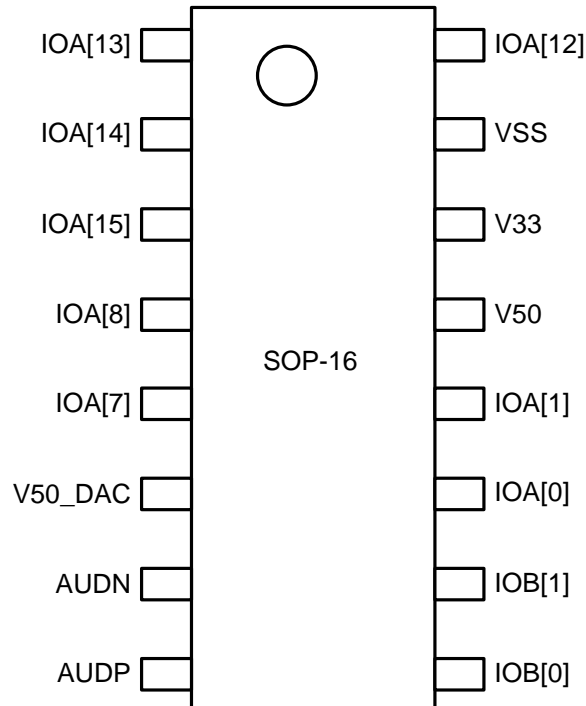 IOA[13] IOA[12]
IOA[14] VSS
IOA[15] V33
IOA[8] V50
SOP-16
IOA[7] IOA[1]
V50_DAC IOA[0]
AUDN IOB[1]
AUDP IOB[0]